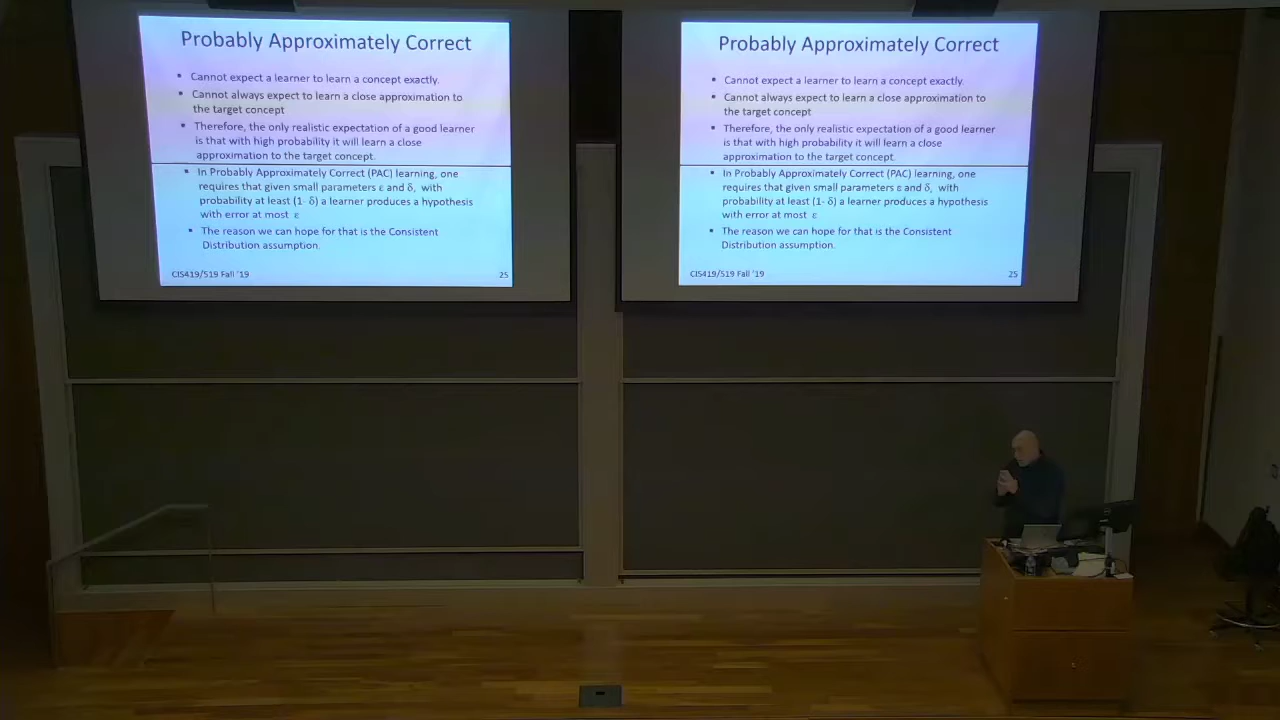 Probably Approximately Correct
▪ Cannot expect a learner to learn a concept exactly.
▪ Cannot always expect to learn a close approximation to
the target concept
▪ Therefore, the only realistic expectation of a good learner
is that with high probability it will learn a close
approximation to the target concept.
▪ In Probably Approximately Correct (PAC) learning, one
requires that given small parameters ε and δ, with
probability at least (1- δ) a learner produces a hypothesis
with error at most ε
▪ The reason we can hope for that is the Consistent
Distribution assumption.
CIS419/519 Fall '19 25
Probably Approximately Correct
▪ Cannot expect a learner to learn a concept exactly.
▪ Cannot always expect to learn a close approximation to
the target concept
▪ Therefore, the only realistic expectation of a good learner
is that with high probability it will learn a close
approximation to the target concept.
▪ In Probably Approximately Correct (PAC) learning, one
requires that given small parameters ε and δ, with
probability at least (1- δ) a learner produces a hypothesis
with error at most ε
▪ The reason we can hope for that is the Consistent
Distribution assumption.
CIS419/519 Fall '19 25